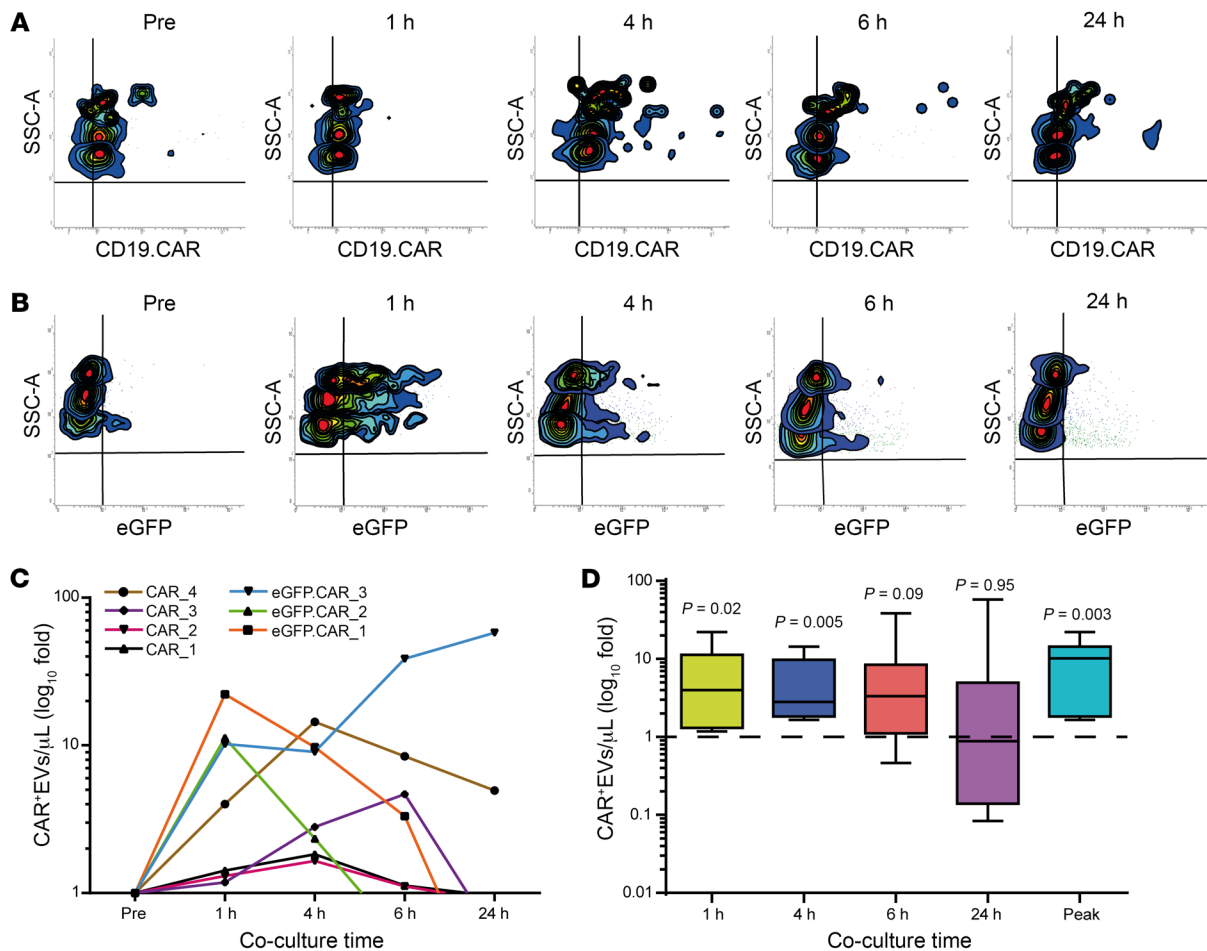 A
Pre
1 h
4 h
6 h
24 h
SSC-A
SSC-A
SSC-A
SSC-A
SSC-A
CD19.CAR
CD19.CAR
CD19.CAR
CD19.CAR
CD19.CAR
B
Pre
1 h
4 h
6 h
24 h
SSC-A
SSC-A
SSC-A
SSC-A
SSC-A
eGFP
eGFP
eGFP
eGFP
eGFP
C
CAR_4
CAR_3
CAR_2
CAR_1
eGFP.CAR_3
eGFP.CAR_2
eGFP.CAR_1
CAR⁺EVs/μL (log₁₀ fold)
100
10
1
Pre
1 h
4 h
6 h
24 h
Co-culture time
D
P = 0.02
P = 0.005
P = 0.09
P = 0.95
P = 0.003
CAR⁺EVs/μL (log₁₀ fold)
100
10
1
0.1
0.01
1 h
4 h
6 h
24 h
Peak
Co-culture time